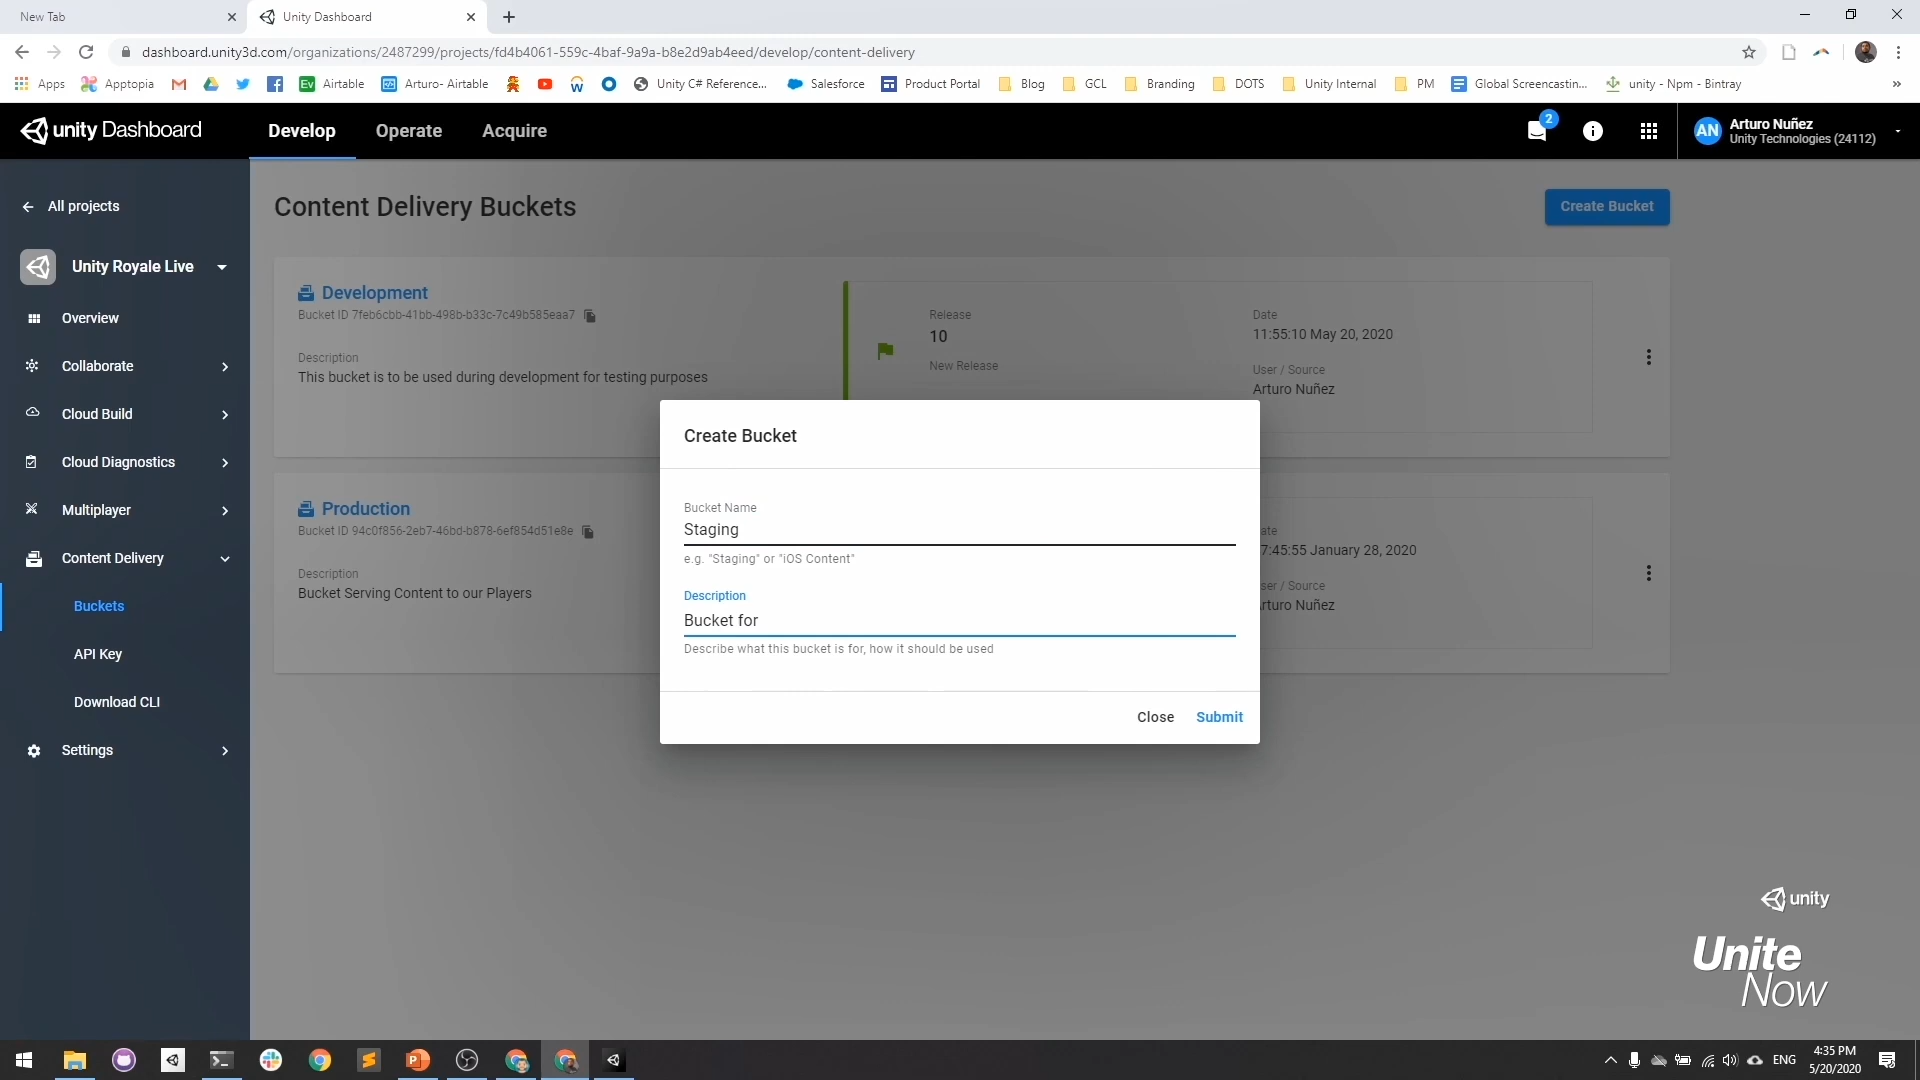 New Tab
Unity Dashboard
dashboard.unity3d.com/organizations/2487299/projects/fd4b4061-559c-4baf-9a9a-b8e2d9ab4eed/develop/content-delivery
Apps
Apptopia
Airtable
Arturo- Airtable
Unity C# Reference...
Salesforce
Product Portal
Blog
GCL
Branding
DOTS
Unity Internal
PM
Global Screencastin...
unity - Npm - Bintray
»
unity Dashboard
Develop
Operate
Acquire
2
AN
Arturo Nuñez
Unity Technologies (24112)
All projects
Unity Royale Live
Overview
Collaborate
Cloud Build
Cloud Diagnostics
Multiplayer
Content Delivery
Buckets
API Key
Download CLI
Settings
Content Delivery Buckets
Create Bucket
Development
Bucket ID 7feb6cbb-41bb-498b-b33c-7c49b585eaa7
Description
This bucket is to be used during development for testing purposes
Release
10
New Release
Date
11:55:10 May 20, 2020
User / Source
Arturo Nuñez
Production
Bucket ID 94c0f856-2eb7-46bd-b878-6ef854d51e8e
Description
Bucket Serving Content to our Players
ate
7:45:55 January 28, 2020
ser / Source
rturo Nuñez
Create Bucket
Bucket Name
Staging
e.g. "Staging" or "iOS Content"
Description
Bucket for
Describe what this bucket is for, how it should be used
Close
Submit
unity
Unite
Now
ENG
4:35 PM
5/20/2020